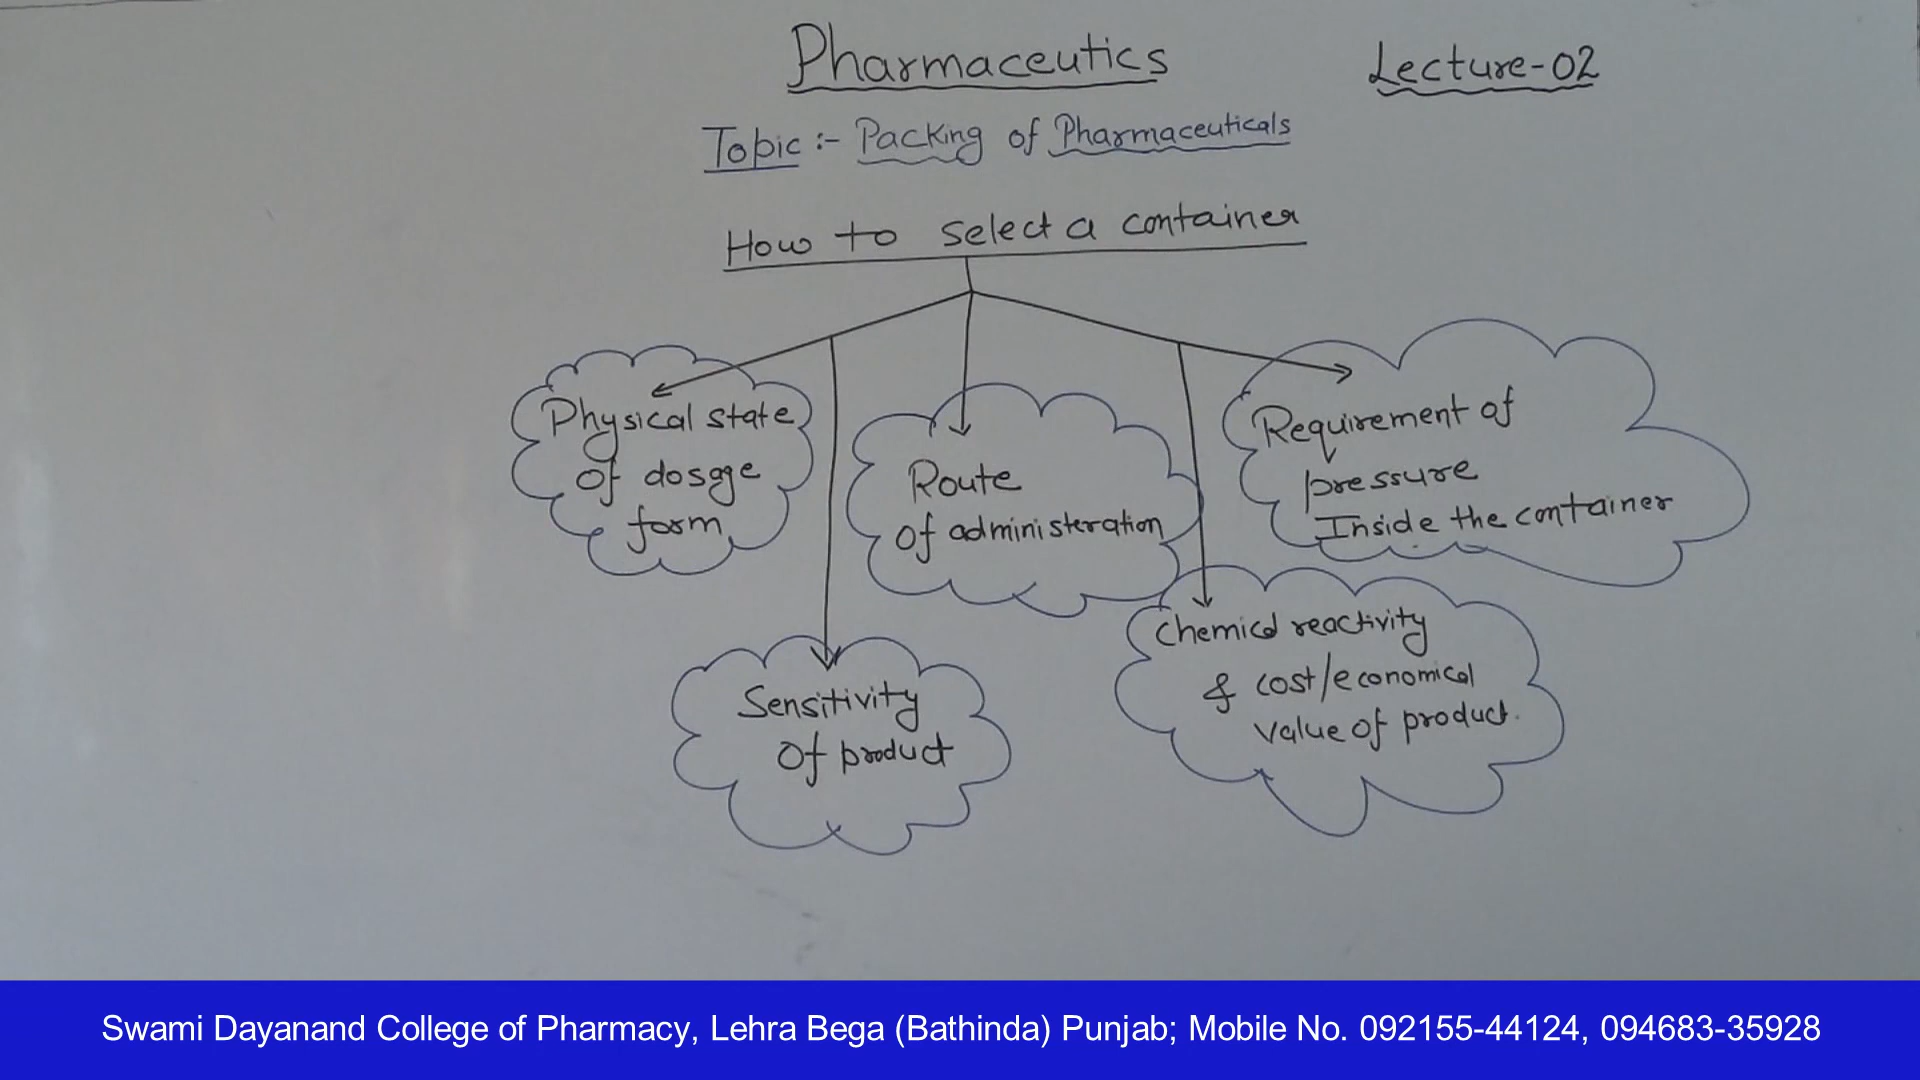 Pharmaceutics
Lecture-02
Topic :- Packing of Pharmaceuticals
How to select a container
Physical state
of dosage
form
Route
of administeration
Requirement of
pressure
Inside the container
Sensitivity
Of product
Chemical reactivity
& cost/economical
value of product.
Swami Dayanand College of Pharmacy, Lehra Bega (Bathinda) Punjab; Mobile No. 092155-44124, 094683-35928